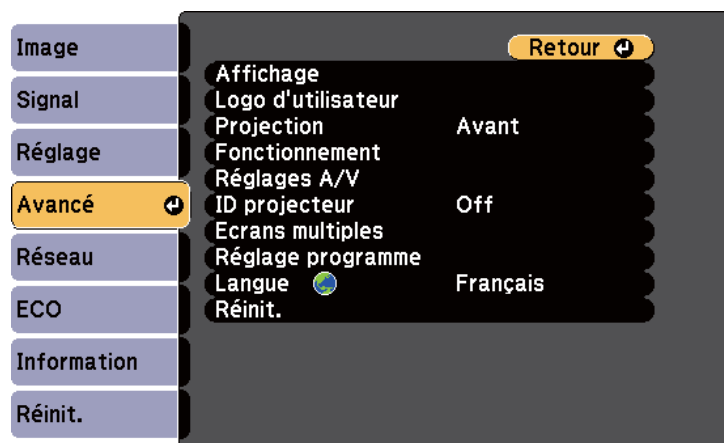 Image
Signal
Réglage
Avancé
Réseau
ECO
Information
Réinit.
Retour
Affichage
Logo d'utilisateur
Projection Avant
Fonctionnement
Réglages A/V
ID projecteur Off
Ecrans multiples
Réglage programme
Langue Français
Réinit.